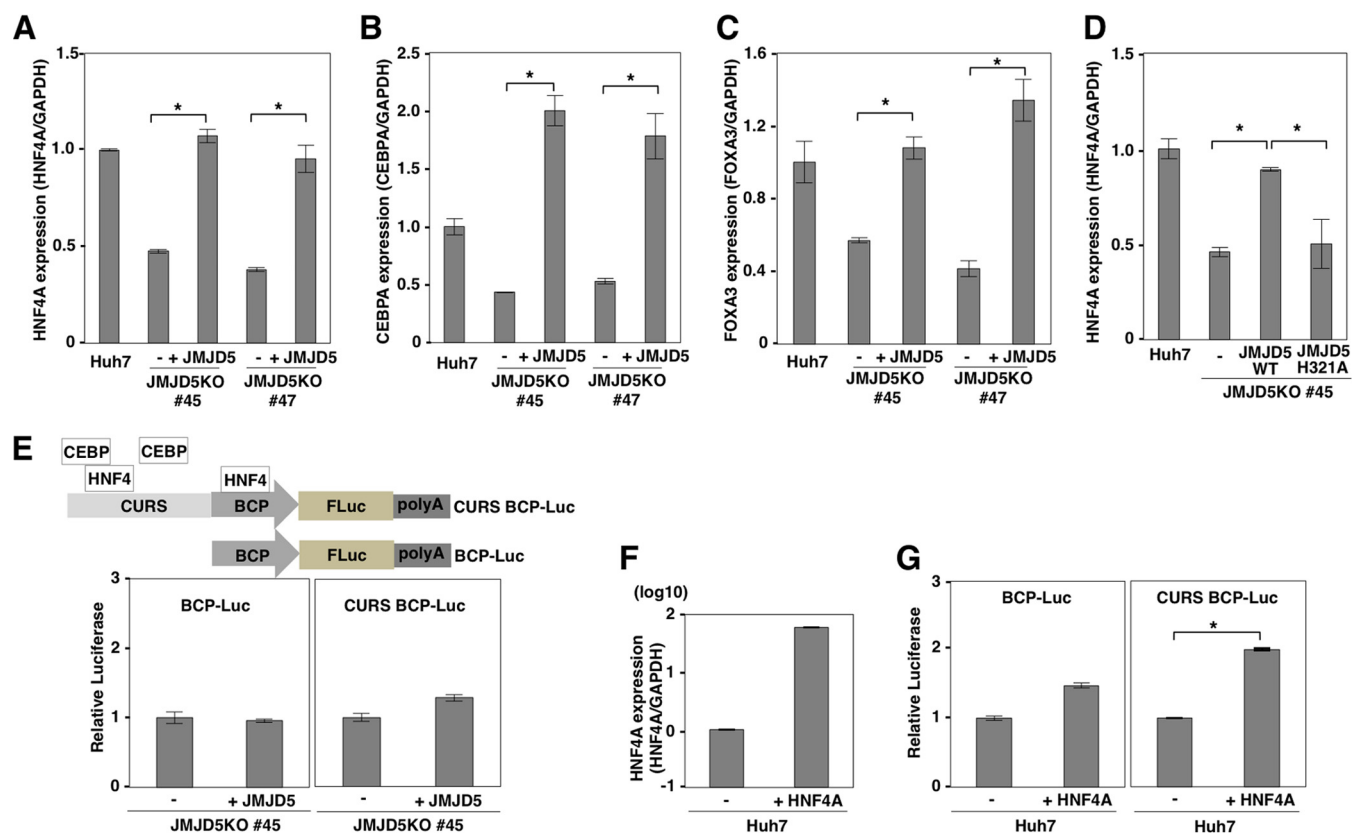 A
HNF4A expression (HNF4A/GAPDH)
1.5
1.0
0.5
0
*
*
Huh7
- + JMJD5
- + JMJD5
JMJD5KO
#45
JMJD5KO
#47
B
CEBPA expression (CEBPA/GAPDH)
2.5
2.0
1.5
1.0
0.5
0
*
*
Huh7
- + JMJD5
- + JMJD5
JMJD5KO
#45
JMJD5KO
#47
C
FOXA3 expression (FOXA3/GAPDH)
1.6
1.2
0.8
0.4
0
*
*
Huh7
- + JMJD5
- + JMJD5
JMJD5KO
#45
JMJD5KO
#47
D
HNF4A expression (HNF4A/GAPDH)
1.5
1.0
0.5
0
*
*
Huh7
-
JMJD5
WT
JMJD5
H321A
JMJD5KO #45
E
CEBP
CEBP
HNF4
HNF4
CURS
BCP
FLuc
polyA
CURS BCP-Luc
BCP
FLuc
polyA
BCP-Luc
Relative Luciferase
3
2
1
0
BCP-Luc
CURS BCP-Luc
-
+ JMJD5
-
+ JMJD5
JMJD5KO #45
JMJD5KO #45
F
(log10)
HNF4A expression
(HNF4A/GAPDH)
2
1
0
-1
-
+ HNF4A
Huh7
G
Relative Luciferase
3
2
1
0
BCP-Luc
CURS BCP-Luc
*
-
+ HNF4A
-
+ HNF4A
Huh7
Huh7